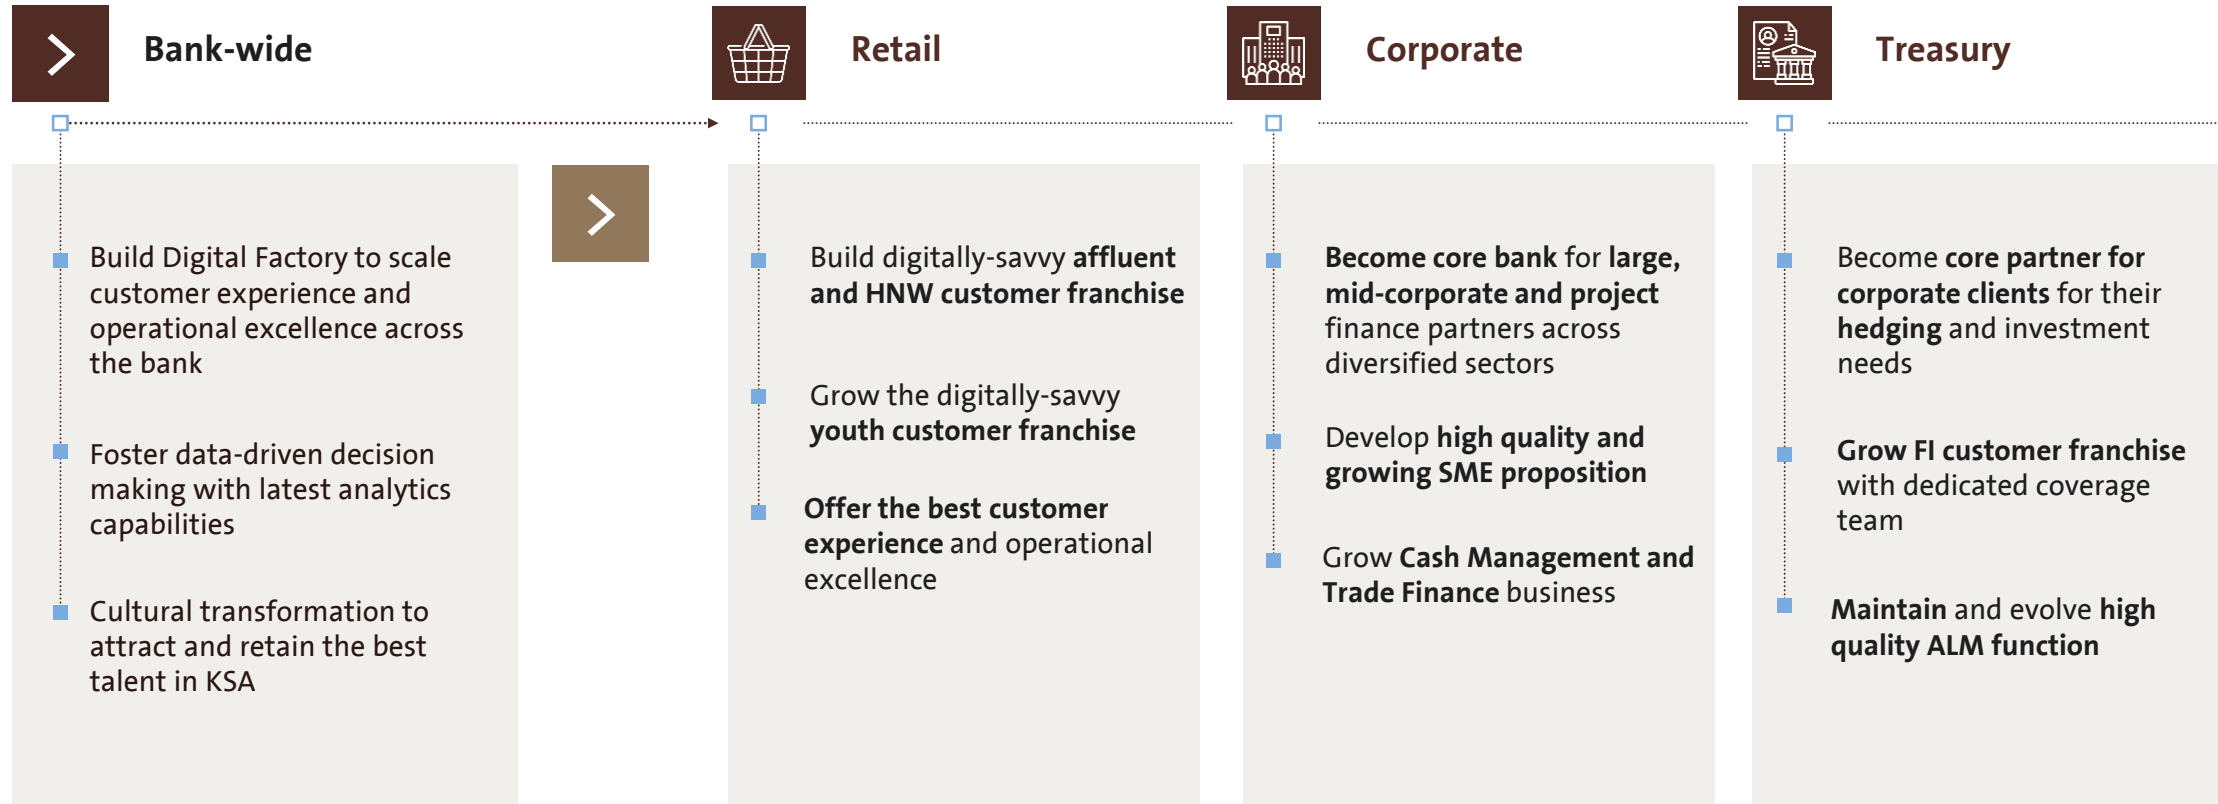 Bank-wide
Build Digital Factory to scale
customer experience and
operational excellence across
the bank
Foster data-driven decision
making with latest analytics
capabilities
Cultural transformation to
attract and retain the best
talent in KSA
Retail
Build digitally-savvy affluent
and HNW customer franchise
Grow the digitally-savvy
youth customer franchise
Offer the best customer
experience and operational
excellence
Corporate
Become core bank for large,
mid-corporate and project
finance partners across
diversified sectors
Develop high quality and
growing SME proposition
Grow Cash Management and
Trade Finance business
Treasury
Become core partner for
corporate clients for their
hedging and investment
needs
Grow FI customer franchise
with dedicated coverage
team
Maintain and evolve high
quality ALM function